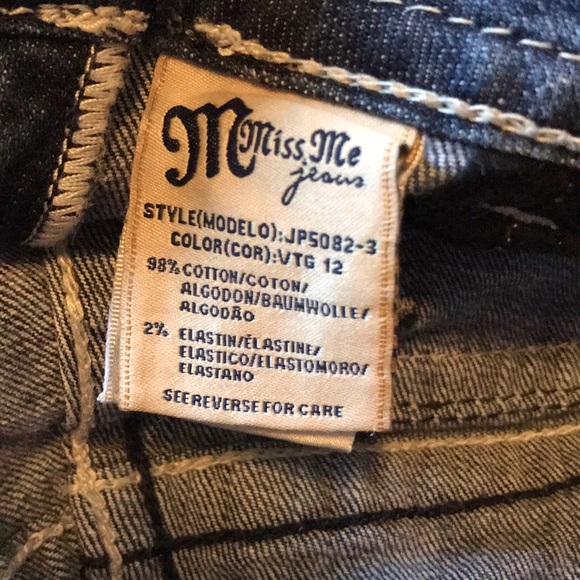 M Miss Me
jeans
STYLE(MODELO):JP5082-3
COLOR(COR):VTG 12
98% COTTON/COTON/
ALGODON/BAUMWOLLE/
ALGODÃO
2% ELASTIN/ÉLASTINE/
ELASTICO/ELASTOMORO/
ELASTANO
SEE REVERSE FOR CARE